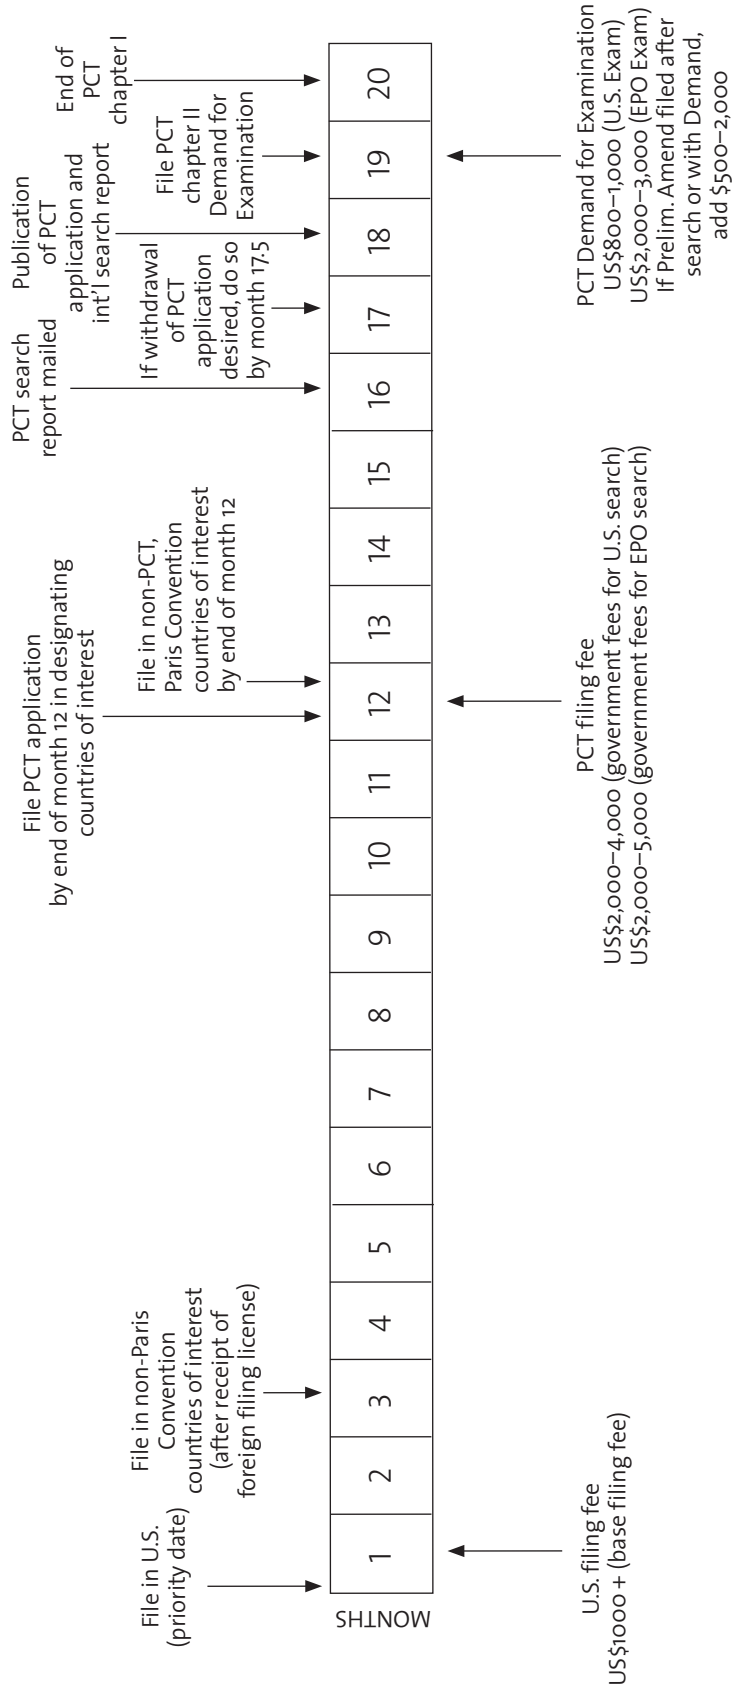 File in U.S.
(priority date)
File in non-Paris
Convention
countries of interest
(after receipt of
foreign filing license)
File PCT application
by end of month 12 in designating
countries of interest
File in non-PCT,
Paris Convention
countries of interest
by end of month 12
PCT search
report mailed
If withdrawal
of PCT
application
desired, do so
by month 17.5
Publication
of PCT
application and
int’l search report
File PCT
chapter II
Demand for
Examination
End of
PCT
chapter I
MONTHS
1 2 3 4 5 6 7 8 9 10 11 12 13 14 15 16 17 18 19 20
U.S. filing fee
US$1000 + (base filing fee)
PCT filing fee
US$2,000–4,000 (government fees for U.S. search)
US$2,000–5,000 (government fees for EPO search)
PCT Demand for Examination
US$800–1,000 (U.S. Exam)
US$2,000–3,000 (EPO Exam)
If Prelim. Amend filed after
search or with Demand,
add $500–2,000